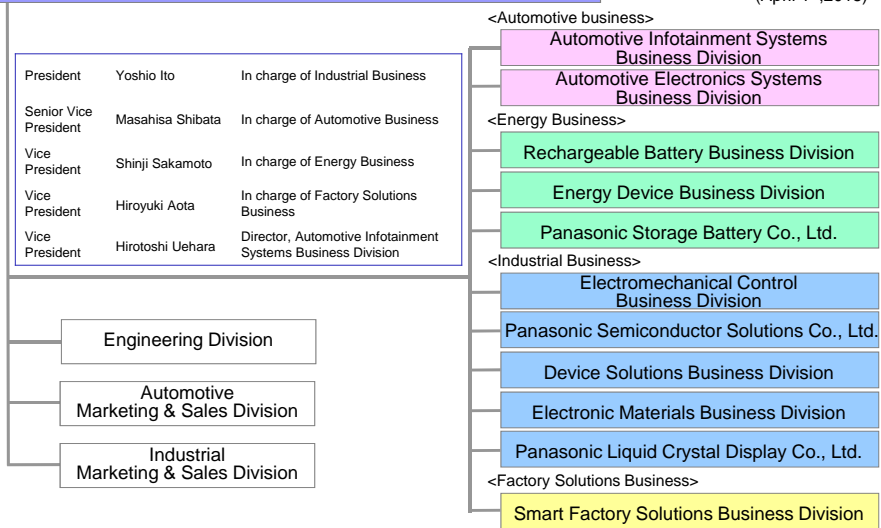 <Automotive business>
Automotive Infotainment Systems
Business Division
Automotive Electronics Systems
Business Division
<Energy Business>
Rechargeable Battery Business Division
Energy Device Business Division
Panasonic Storage Battery Co., Ltd.
<Industrial Business>
Electromechanical Control
Business Division
Panasonic Semiconductor Solutions Co., Ltd.
Device Solutions Business Division
Electronic Materials Business Division
Panasonic Liquid Crystal Display Co., Ltd.
<Factory Solutions Business>
Smart Factory Solutions Business Division
President Yoshio Ito In charge of Industrial Business
Senior Vice
President Masahisa Shibata In charge of Automotive Business
Vice
President Shinji Sakamoto In charge of Energy Business
Vice
President Hiroyuki Aota In charge of Factory Solutions
Business
Vice
President Hirotoshi Uehara Director, Automotive Infotainment
Systems Business Division
Engineering Division
Automotive
Marketing & Sales Division
Industrial
Marketing & Sales Division